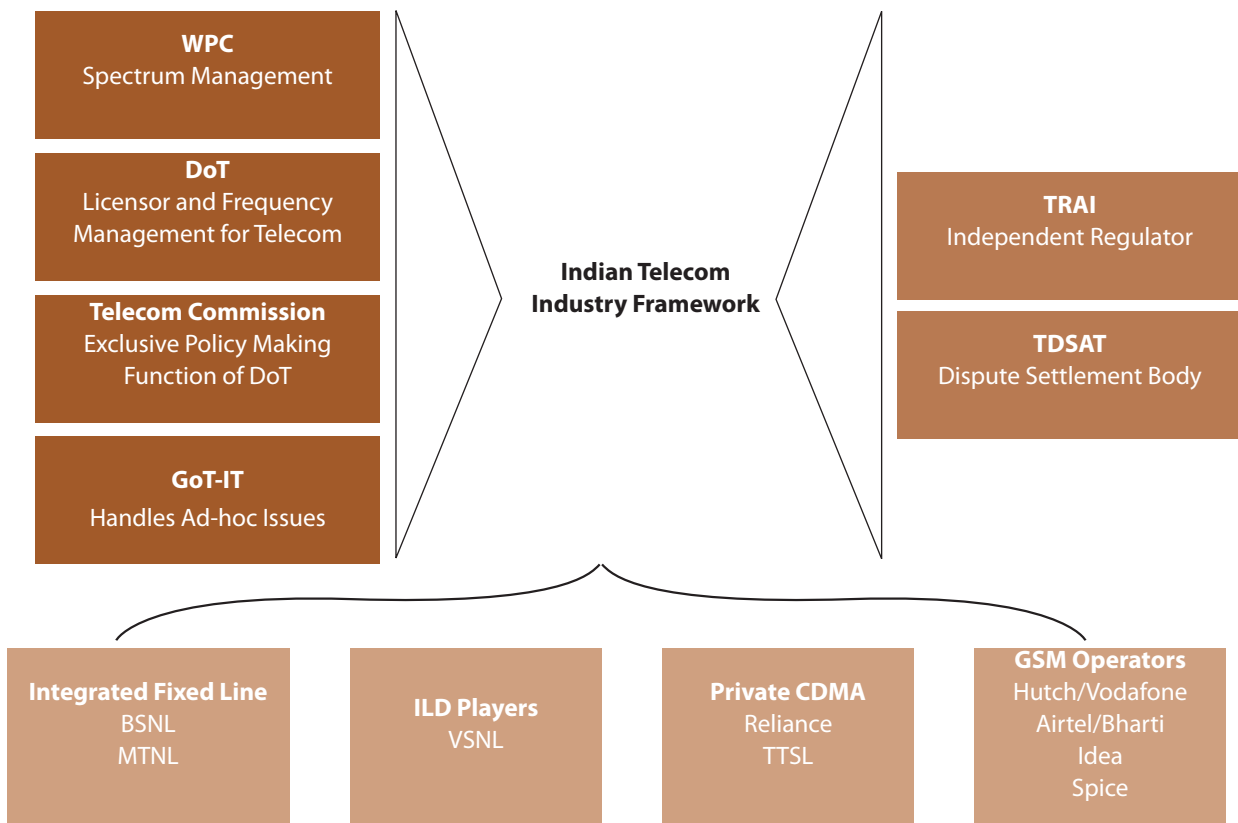 WPC
Spectrum Management
DoT
Licensor and Frequency
Management for Telecom
Telecom Commission
Exclusive Policy Making
Function of DoT
GoT-IT
Handles Ad-hoc Issues
Indian Telecom
Industry Framework
TRAI
Independent Regulator
TDSAT
Dispute Settlement Body
Integrated Fixed Line
BSNL
MTNL
ILD Players
VSNL
Private CDMA
Reliance
TTSL
GSM Operators
Hutch/Vodafone
Airtel/Bharti
Idea
Spice